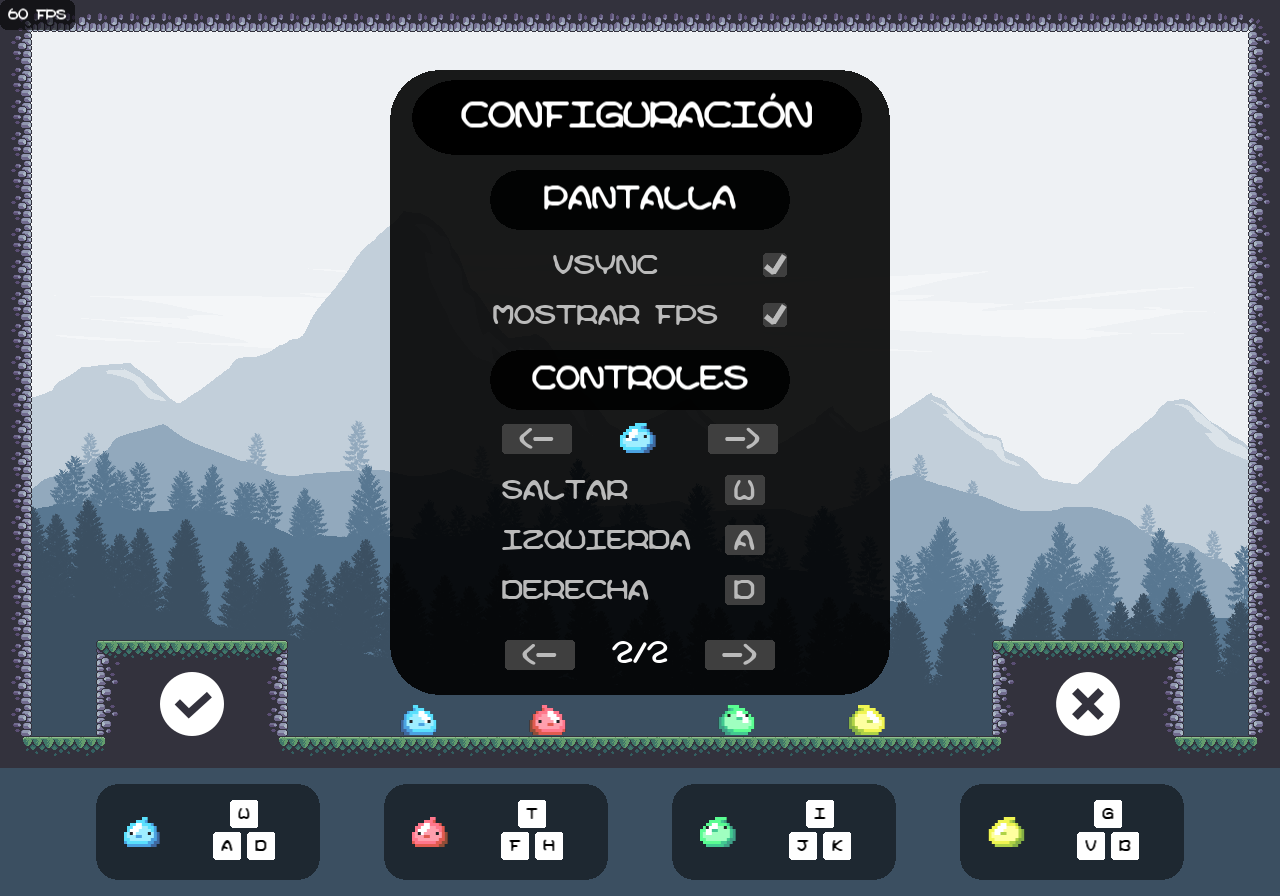 60 FPS
CONFIGURACIÓN
PANTALLA
VSYNC
MOSTRAR FPS
CONTROLES
<- ->
SALTAR W
IZQUIERDA A
DERECHA D
<- 2/2 ->
W T I G
A D F H J K V B